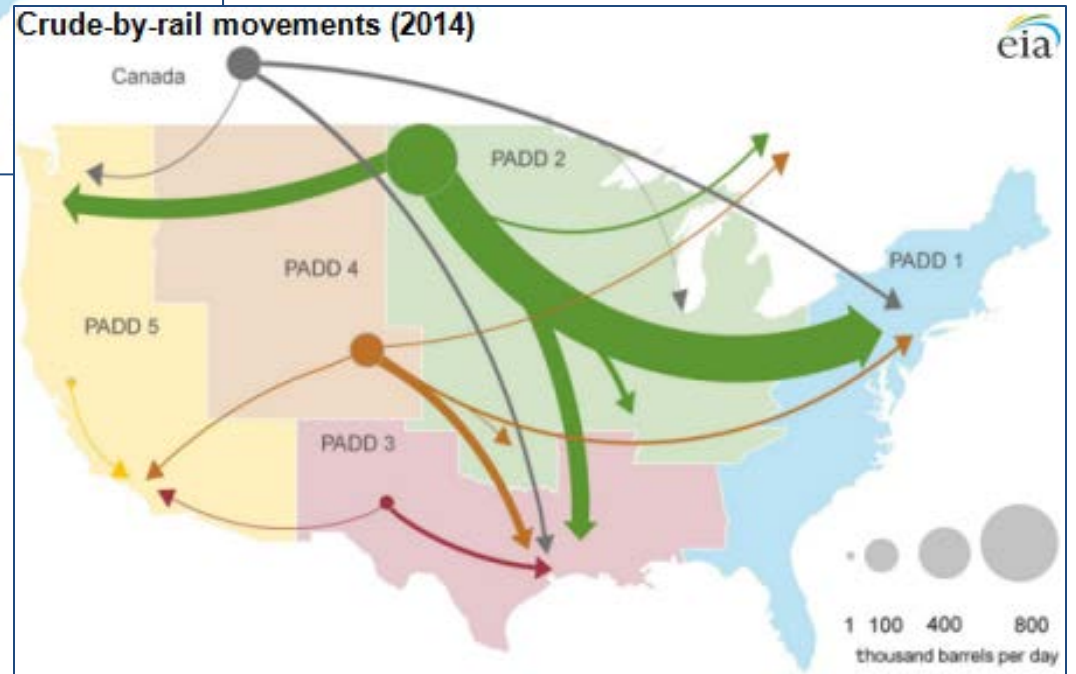 Crude-by-rail movements (2014)
eia
Canada
PADD 2
PADD 1
PADD 4
PADD 5
PADD 3
1 100 400 800
thousand barrels per day